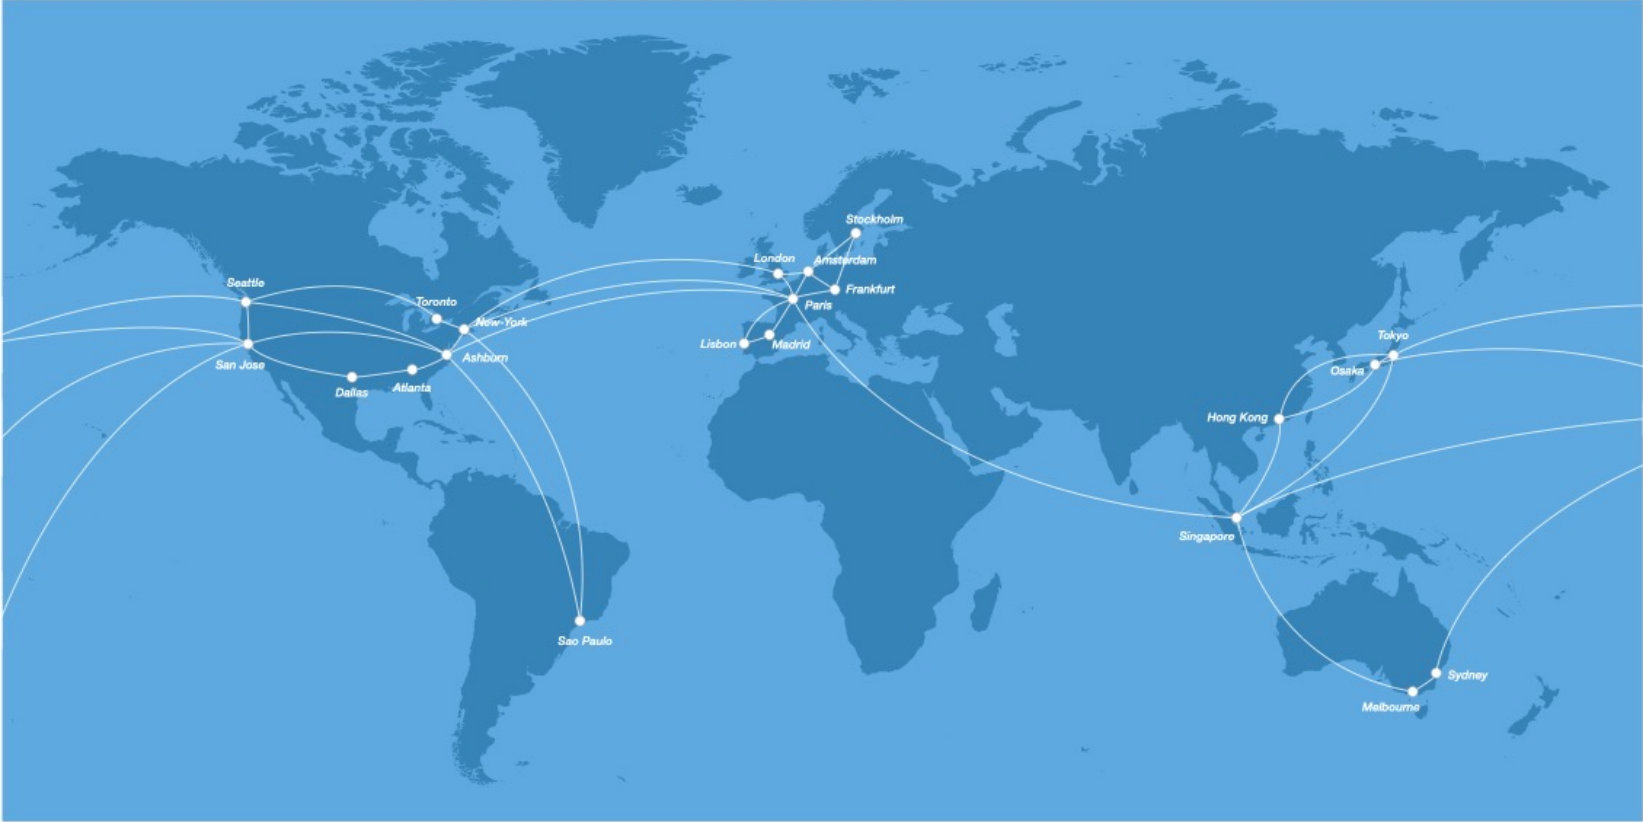 Stockholm
London
Amsterdam
Seattle
Frankfurt
Toronto
Paris
New-York
Tokyo
Lisbon
Madrid
Ashburn
San Jose
Osaka
Dallas
Atlanta
Hong Kong
Singapore
Sao Paulo
Sydney
Melbourne